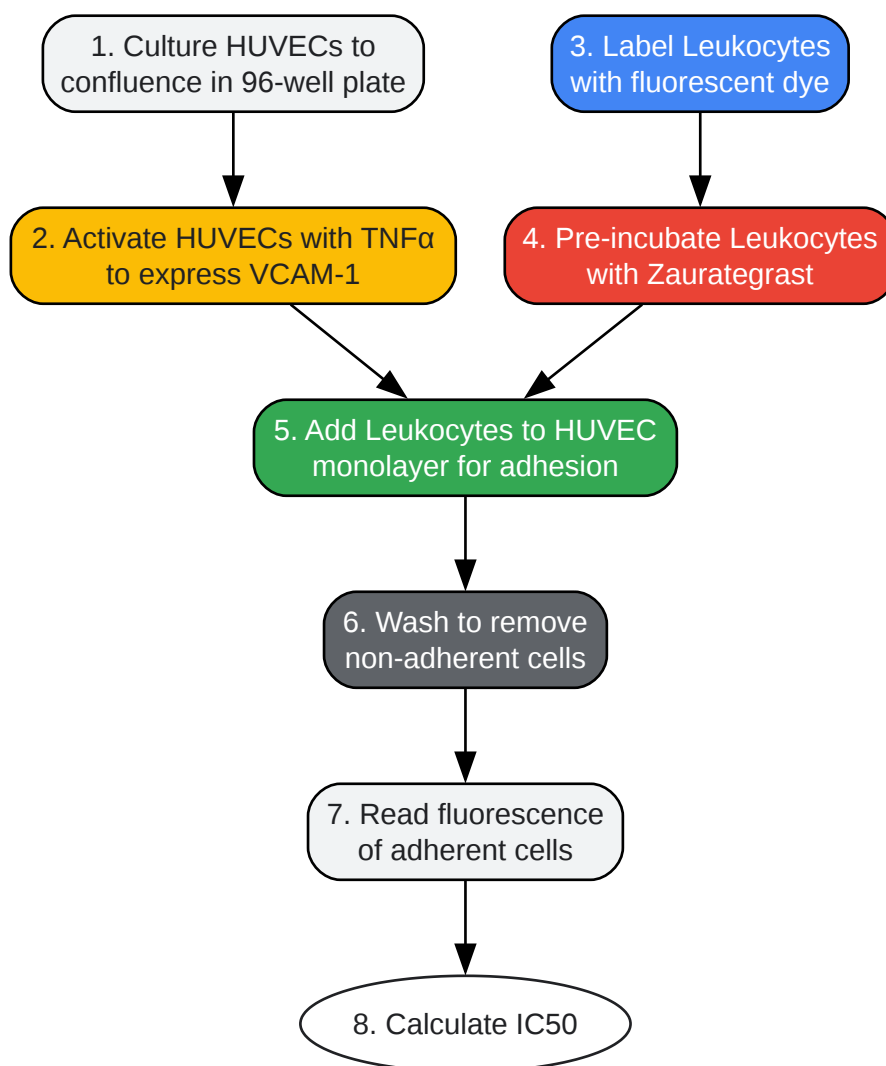 1. Culture HUVECs to
confluence in 96-well plate
3. Label Leukocytes
with fluorescent dye
2. Activate HUVECs with TNFα
to express VCAM-1
4. Pre-incubate Leukocytes
with Zaurategrast
5. Add Leukocytes to HUVEC
monolayer for adhesion
6. Wash to remove
non-adherent cells
7. Read fluorescence
of adherent cells
8. Calculate IC50